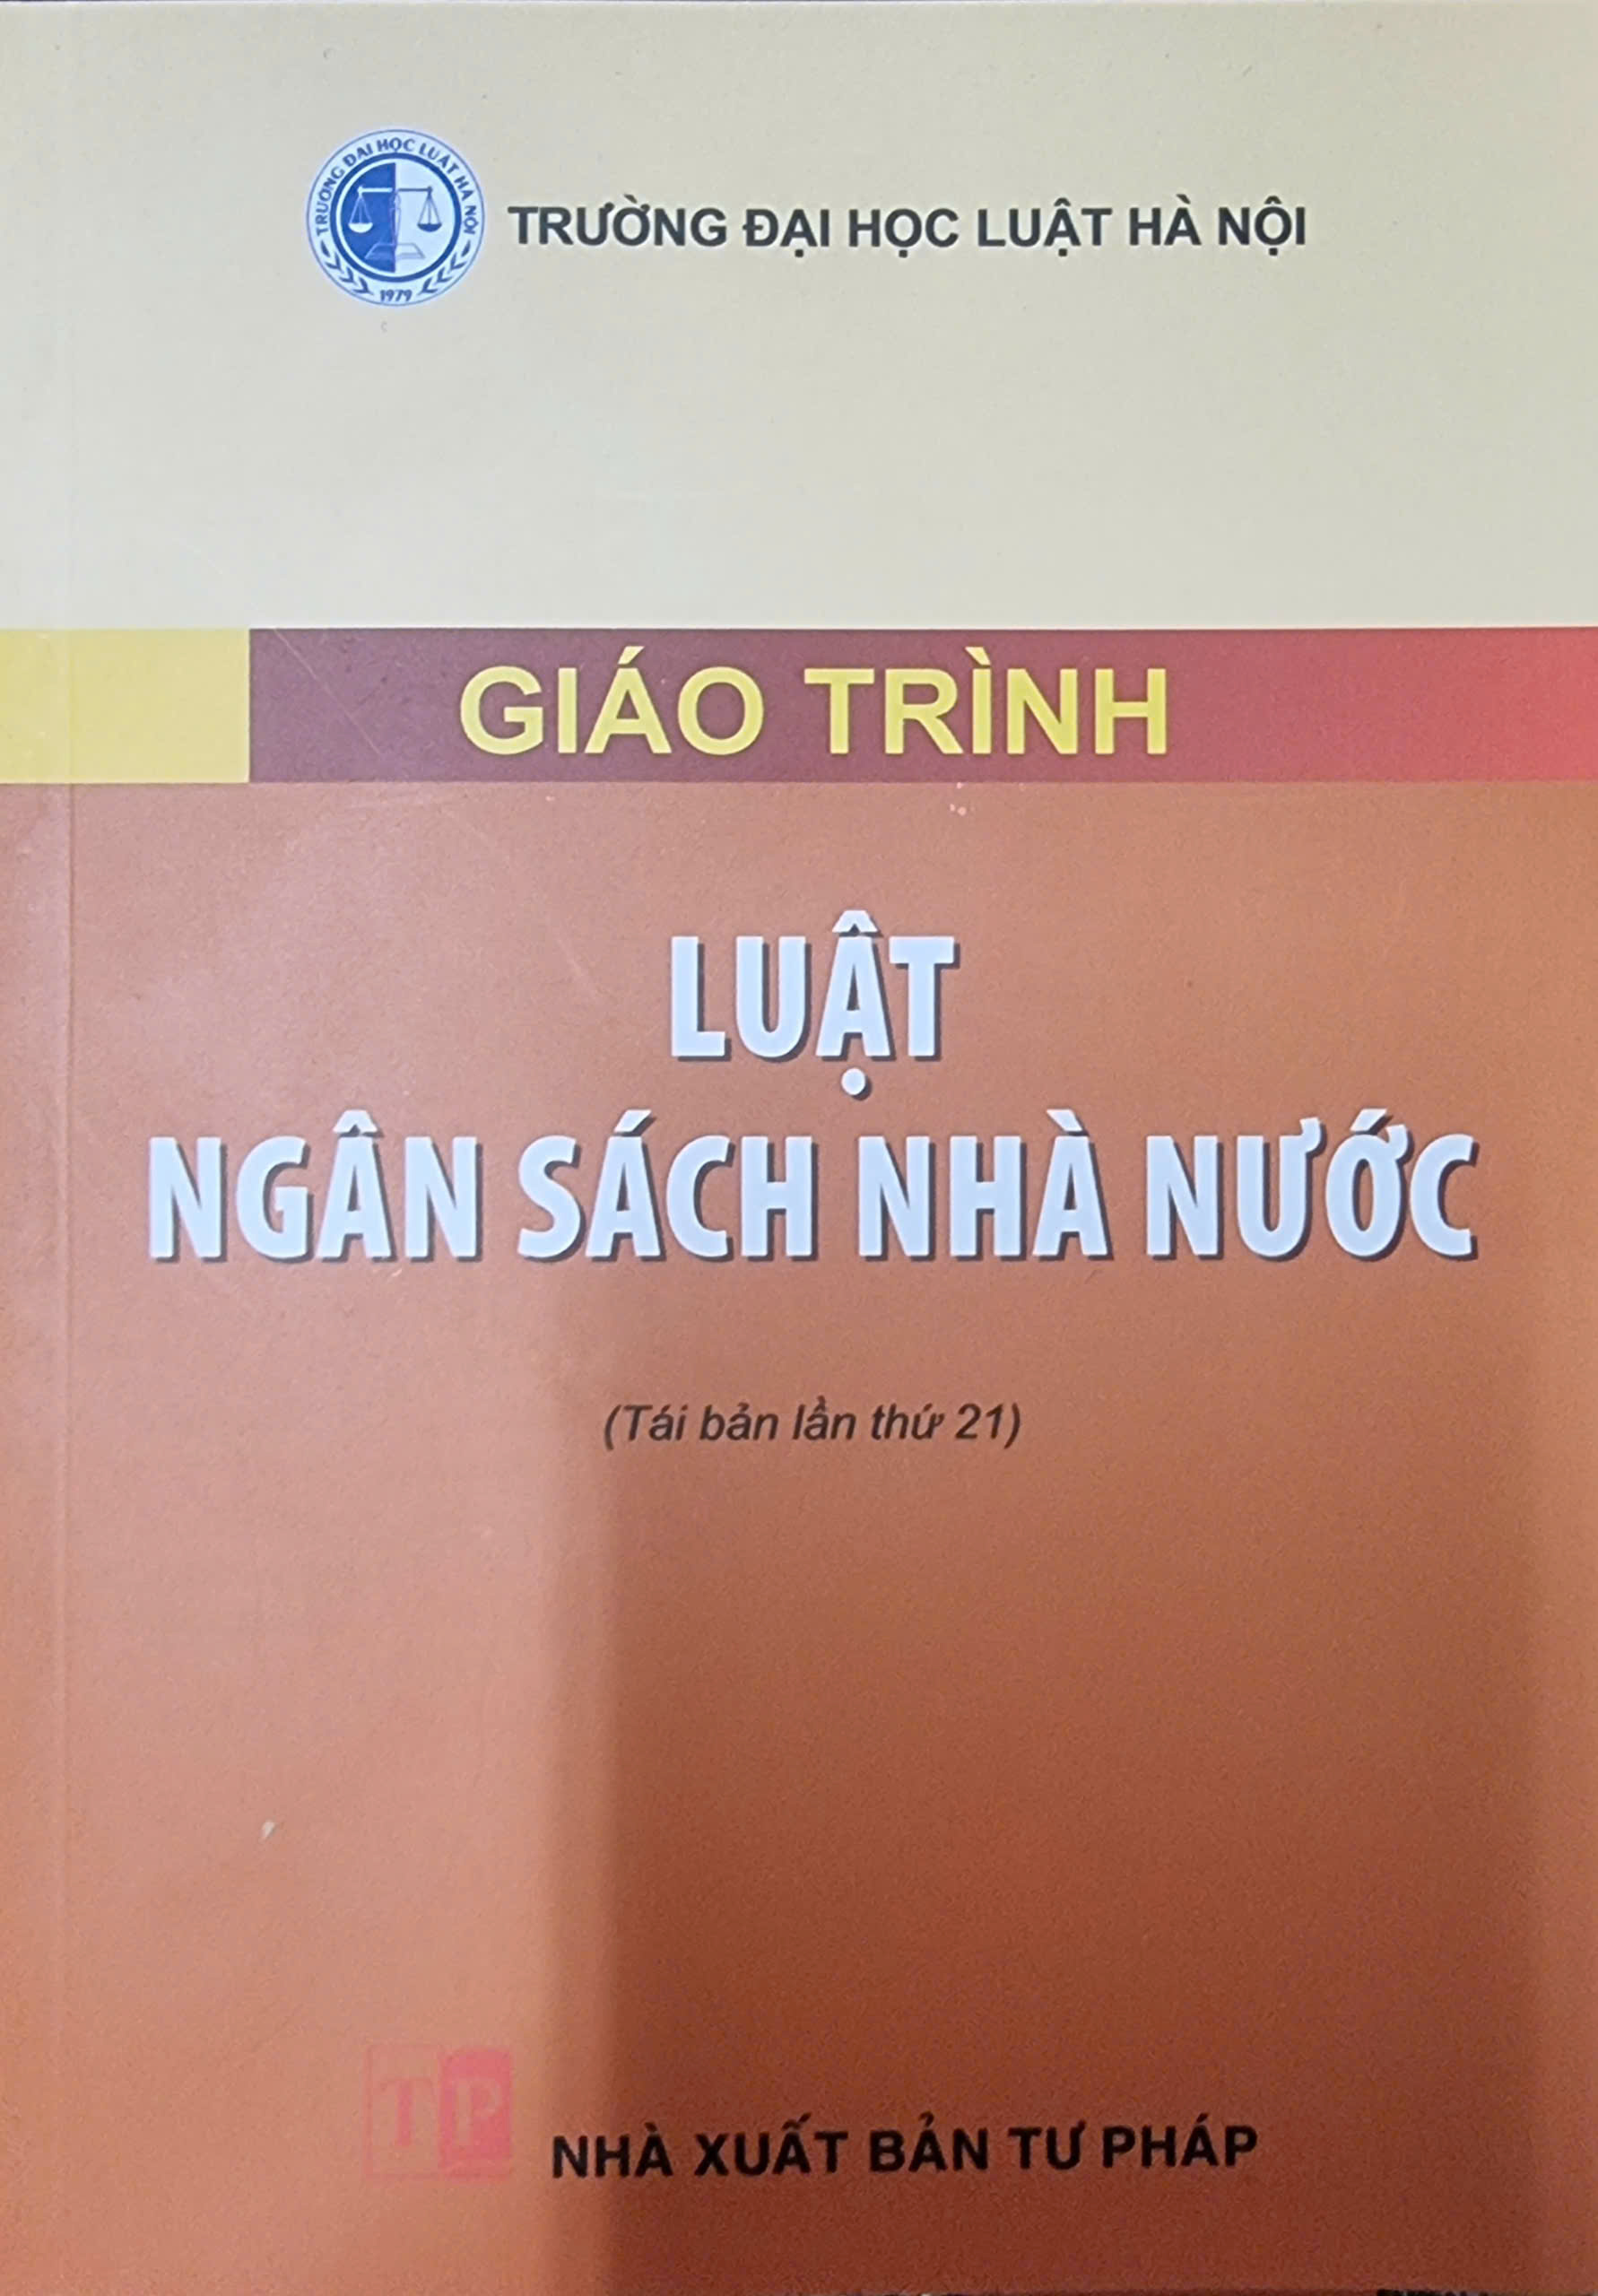 TRƯỜNG ĐẠI HỌC LUẬT HÀ NỘI
1979
TRƯỜNG ĐẠI HỌC LUẬT HÀ NỘI
GIÁO TRÌNH
LUẬT
NGÂN SÁCH NHÀ NƯỚC
(Tái bản lần thứ 21)
TP
NHÀ XUẤT BẢN TƯ PHÁP